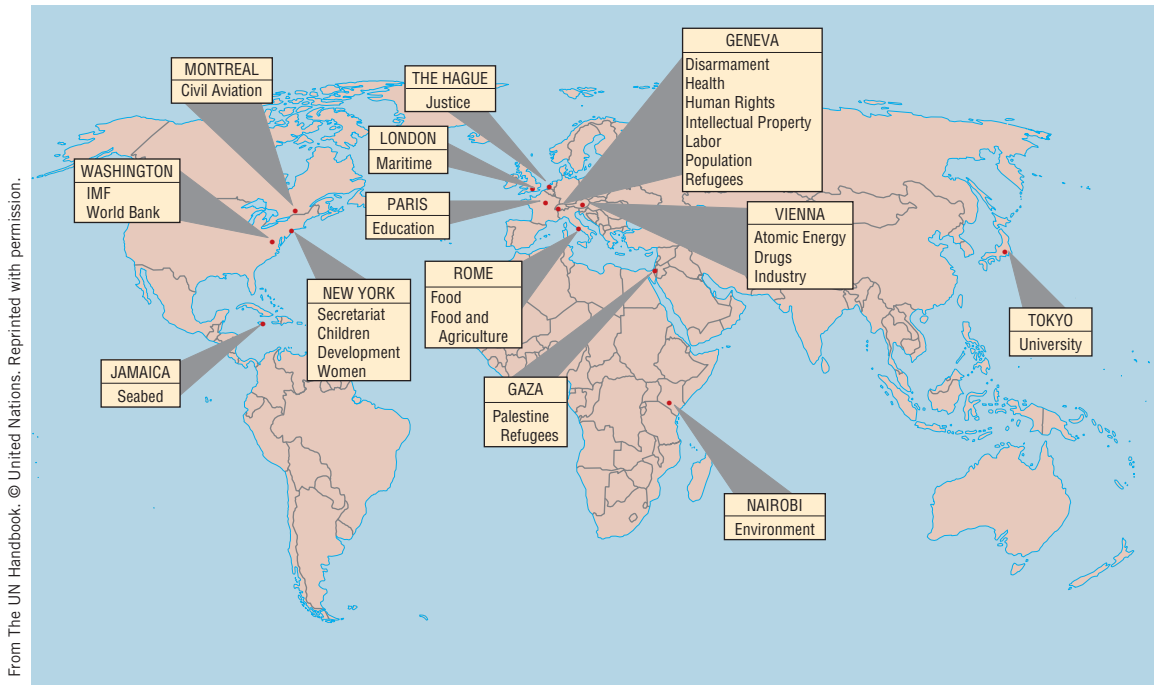 From The UN Handbook. © United Nations. Reprinted with permission.
MONTREAL
Civil Aviation
THE HAGUE
Justice
GENEVA
Disarmament
Health
Human Rights
Intellectual Property
Labor
Population
Refugees
LONDON
Maritime
WASHINGTON
IMF
World Bank
PARIS
Education
VIENNA
Atomic Energy
Drugs
Industry
ROME
Food
Food and
Agriculture
NEW YORK
Secretariat
Children
Development
Women
TOKYO
University
JAMAICA
Seabed
GAZA
Palestine
Refugees
NAIROBI
Environment